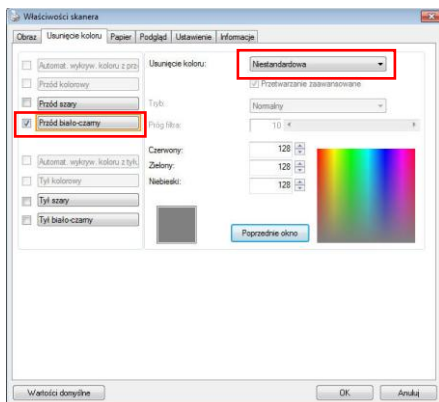 Właściwości skanera
Obraz Usunięcie koloru Papier Podgląd Ustawienie Informacje
Automat. wykryw. koloru z prz
Przód kolorowy
Przód szary
Przód biało-czarny
Automat. wykryw. koloru z tyłu
Tył kolorowy
Tył szary
Tył biało-czarny
Usunięcie koloru: Niestandardowa
Przetwarzanie zaawansowane
Tryb: Normalny
Próg filtra: 10
Czerwony: 128
Zielony: 128
Niebieski: 128
Poprzednie okno
Wartości domyślne OK Anuluj